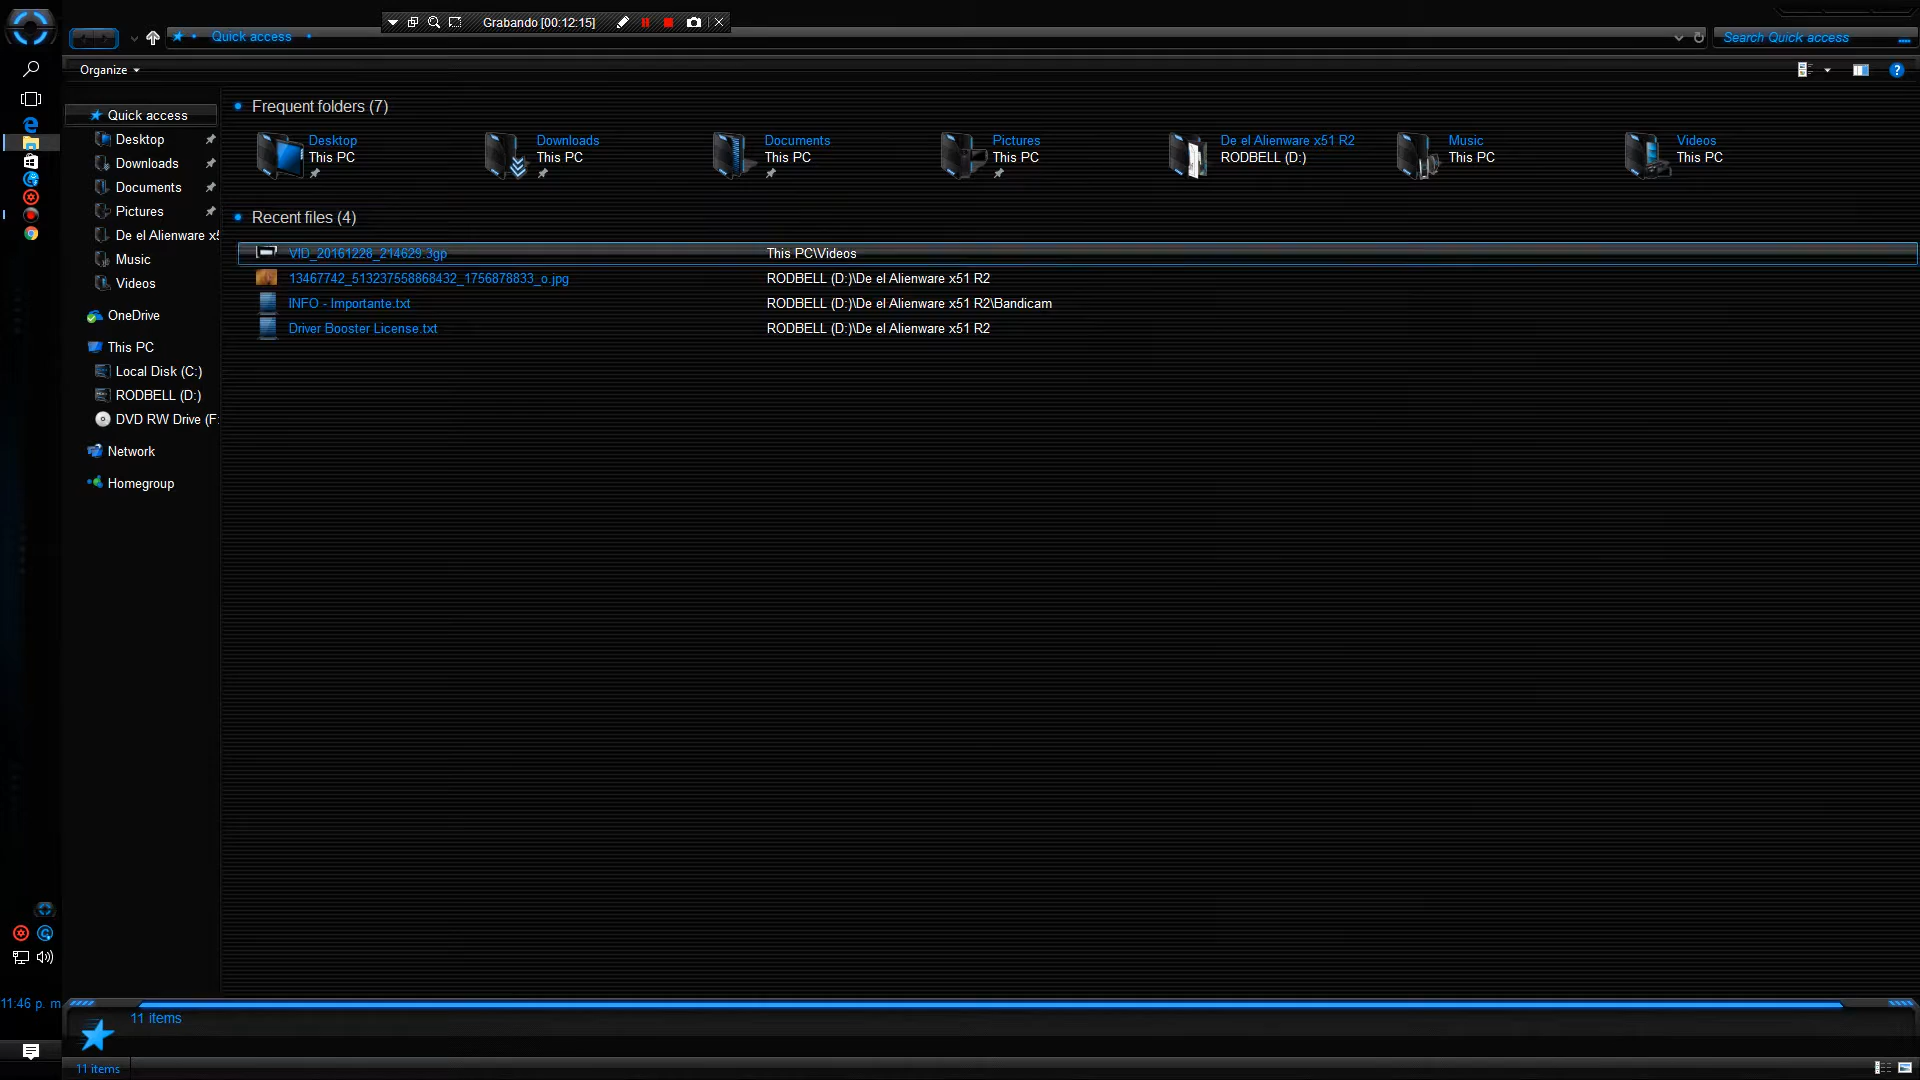 Grabando [00:12:15]
Quick access
Search Quick access
Organize
Quick access
Desktop
Downloads
Documents
Pictures
De el Alienware x5
Music
Videos
OneDrive
This PC
Local Disk (C:)
RODBELL (D:)
DVD RW Drive (F:
Network
Homegroup
Frequent folders (7)
Desktop
This PC
Downloads
This PC
Documents
This PC
Pictures
This PC
De el Alienware x51 R2
RODBELL (D:)
Music
This PC
Videos
This PC
Recent files (4)
VID_20161228_214629.3gp This PC\Videos
13467742_513237558868432_1756878833_o.jpg RODBELL (D:)\De el Alienware x51 R2
INFO - Importante.txt RODBELL (D:)\De el Alienware x51 R2\Bandicam
Driver Booster License.txt RODBELL (D:)\De el Alienware x51 R2
11:46 p. m
11 items
11 items